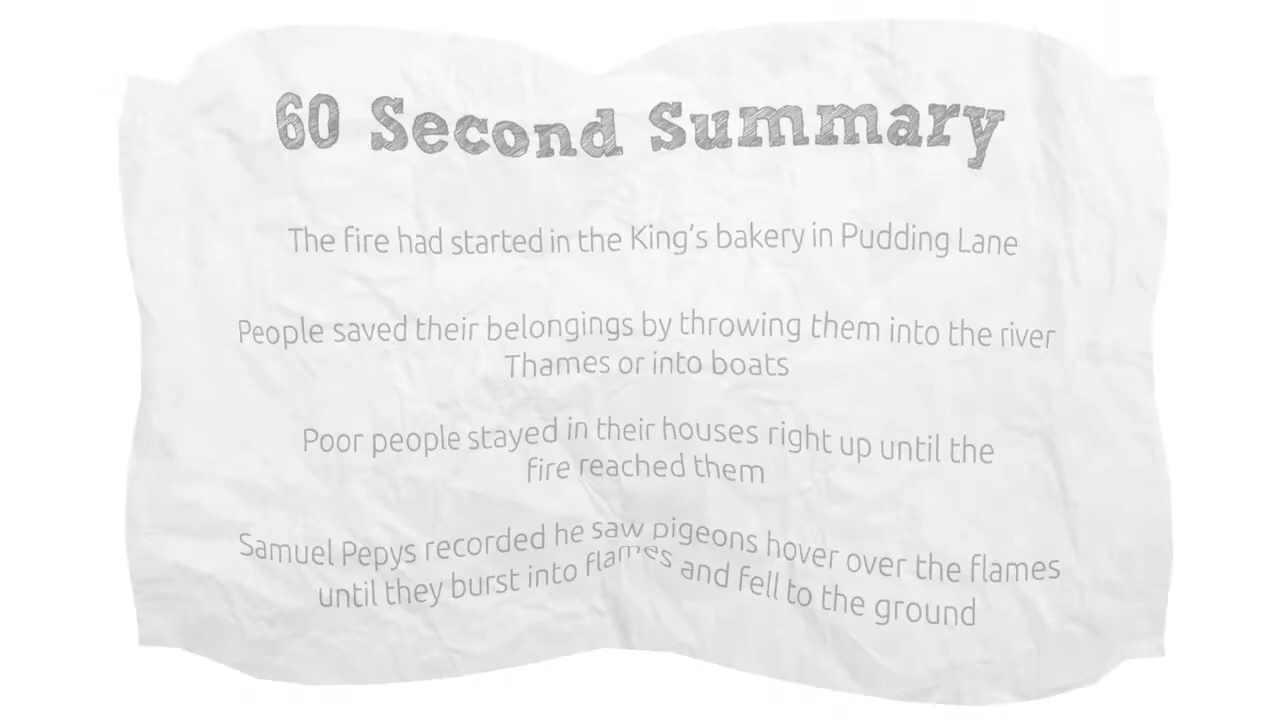 60 Second Summary
The fire had started in the King's bakery in Pudding Lane
People saved their belongings by throwing them into the river
Thames or into boats
Poor people stayed in their houses right up until the
fire reached them
Samuel Pepys recorded he saw pigeons hover over the flames
until they burst into flames and fell to the ground